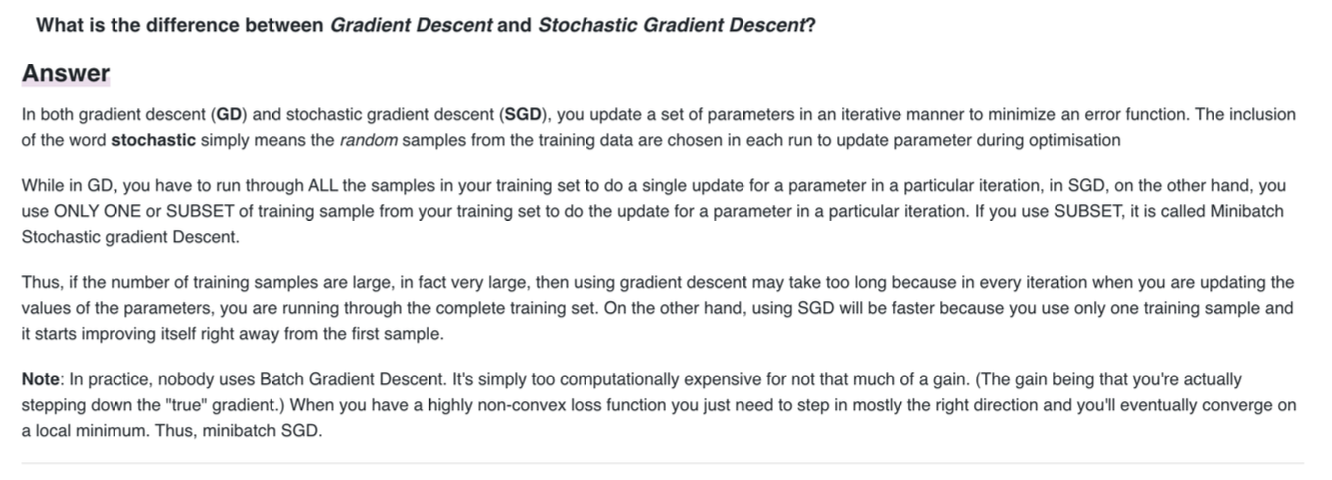 What is the difference between Gradient Descent and Stochastic Gradient Descent?
Answer
In both gradient descent (GD) and stochastic gradient descent (SGD), you update a set of parameters in an iterative manner to minimize an error function. The inclusion
of the word stochastic simply means the random samples from the training data are chosen in each run to update parameter during optimisation
While in GD, you have to run through ALL the samples in your training set to do a single update for a parameter in a particular iteration, in SGD, on the other hand, you
use ONLY ONE or SUBSET of training sample from your training set to do the update for a parameter in a particular iteration. If you use SUBSET, it is called Minibatch
Stochastic gradient Descent.
Thus, if the number of training samples are large, in fact very large, then using gradient descent may take too long because in every iteration when you are updating the
values of the parameters, you are running through the complete training set. On the other hand, using SGD will be faster because you use only one training sample and
it starts improving itself right away from the first sample.
Note: In practice, nobody uses Batch Gradient Descent. It's simply too computationally expensive for not that much of a gain. (The gain being that you're actually
stepping down the "true" gradient.) When you have a highly non-convex loss function you just need to step in mostly the right direction and you'll eventually converge on
a local minimum. Thus, minibatch SGD.